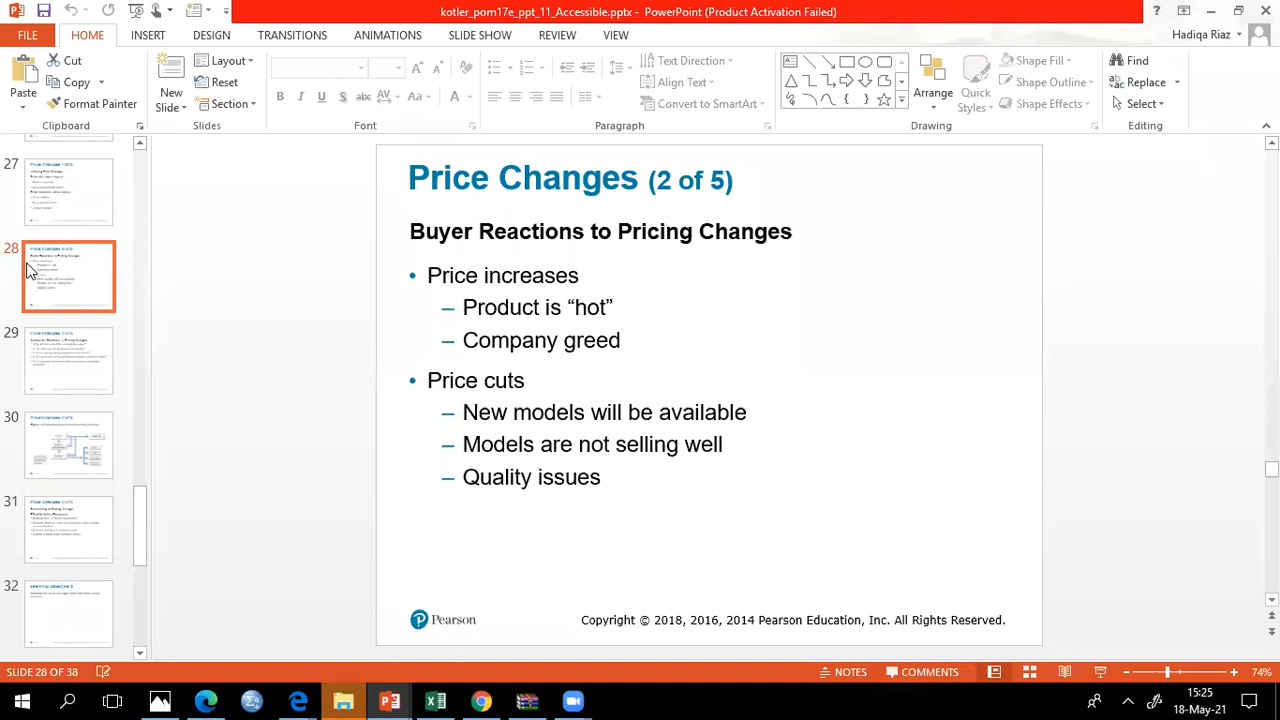 kotler_pom17e_ppt_11_Accessible.pptx - PowerPoint (Product Activation Failed)
FILE HOME INSERT DESIGN TRANSITIONS ANIMATIONS SLIDE SHOW REVIEW VIEW Hadiqa Riaz
Paste
Cut
Copy
Format Painter
Clipboard
New Slide
Layout
Reset
Section
Slides
B I U S abc AV Aa A
Font
Text Direction
Align Text
Convert to SmartArt
Paragraph
Arrange
Quick Styles
Shape Fill
Shape Outline
Shape Effects
Drawing
Find
Replace
Select
Editing
27
28
29
30
31
32
Price Changes (2 of 5)
Buyer Reactions to Pricing Changes
• Price increases
– Product is “hot”
– Company greed
• Price cuts
– New models will be available
– Models are not selling well
– Quality issues
Pearson
Copyright © 2018, 2016, 2014 Pearson Education, Inc. All Rights Reserved.
SLIDE 28 OF 38 NOTES COMMENTS 74%
15:25
18-May-21